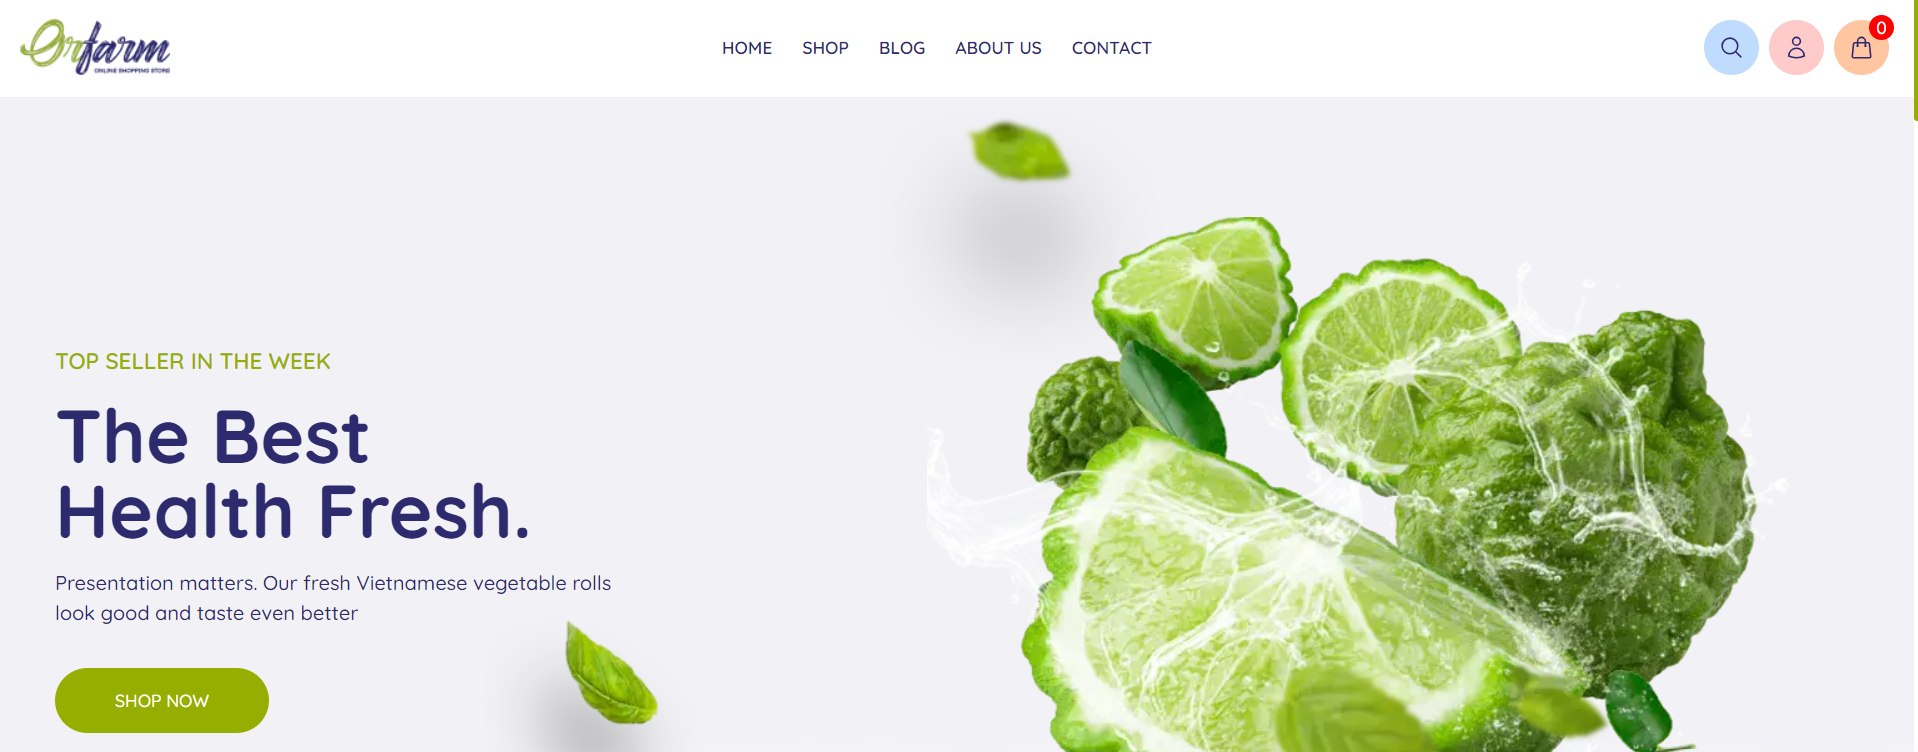 Orfarm
ONLINE SHOPPING STORE
HOME SHOP BLOG ABOUT US CONTACT
0
TOP SELLER IN THE WEEK
The Best
Health Fresh.
Presentation matters. Our fresh Vietnamese vegetable rolls
look good and taste even better
SHOP NOW